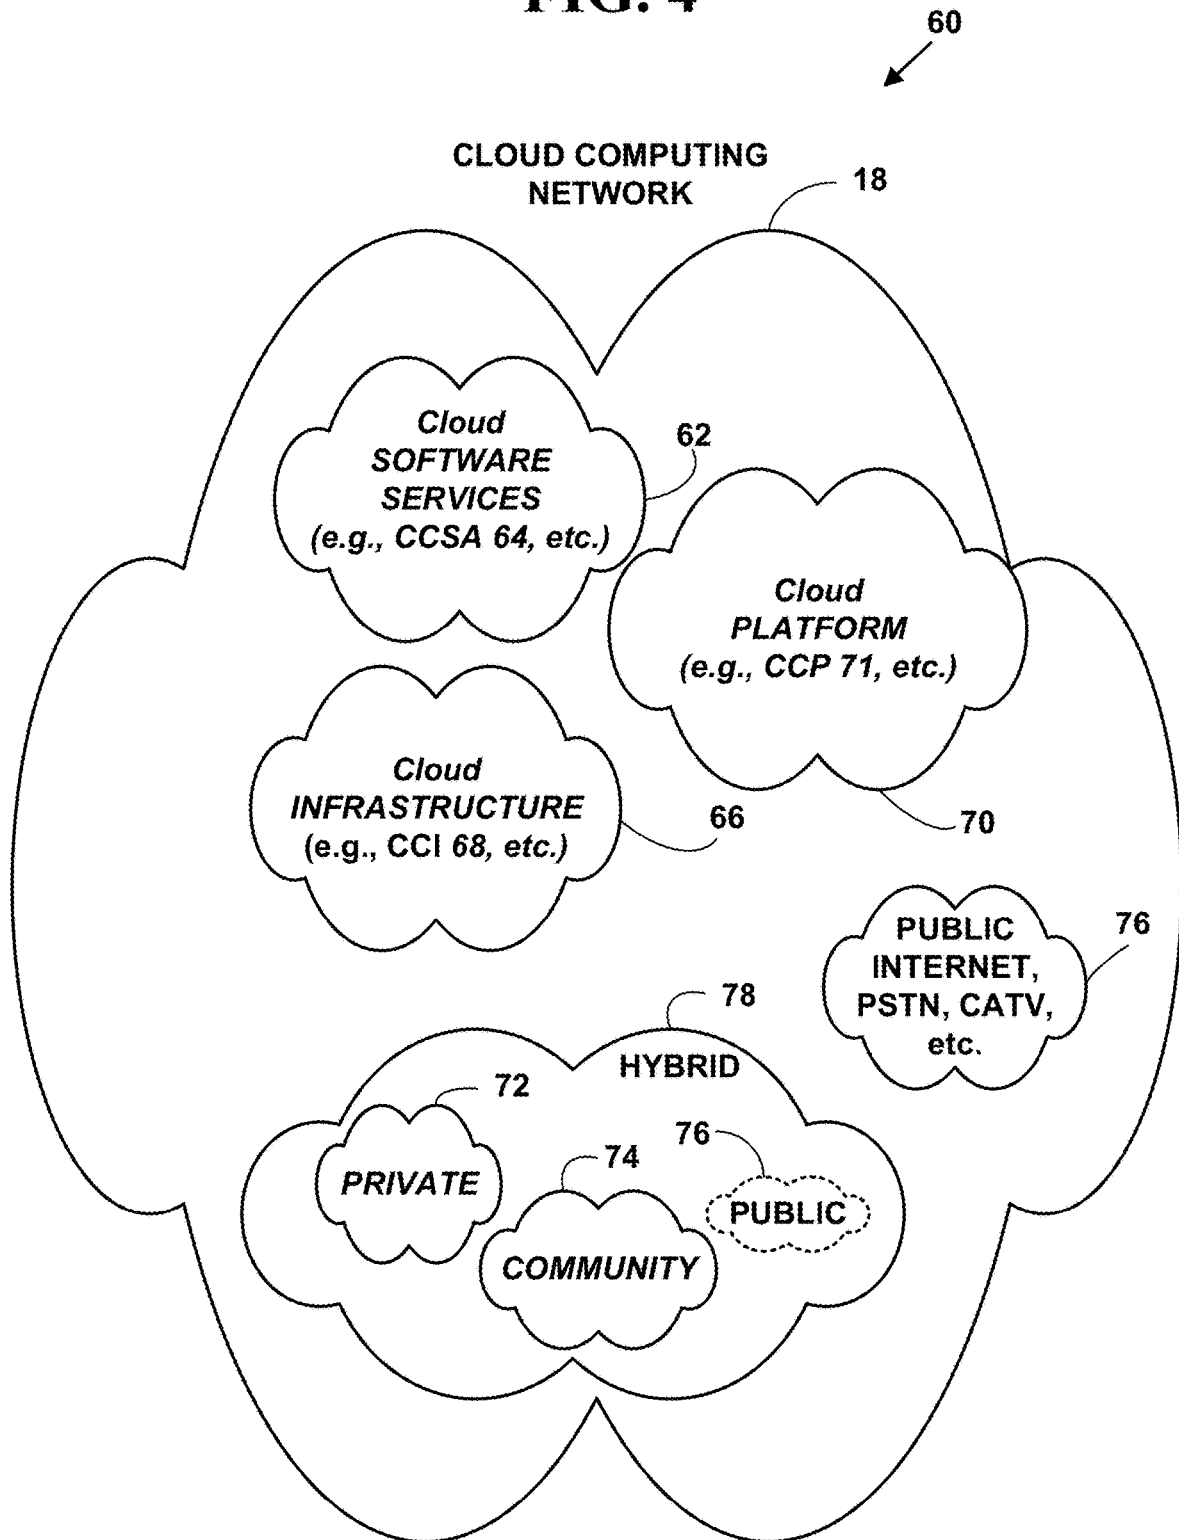 FIG. 4
60
CLOUD COMPUTING
NETWORK
18
Cloud
SOFTWARE
SERVICES
(e.g., CCSA 64, etc.)
62
Cloud
PLATFORM
(e.g., CCP 71, etc.)
70
Cloud
INFRASTRUCTURE
(e.g., CCI 68, etc.)
66
PUBLIC
INTERNET,
PSTN, CATV,
etc.
76
78
HYBRID
72
PRIVATE
74
COMMUNITY
76
PUBLIC